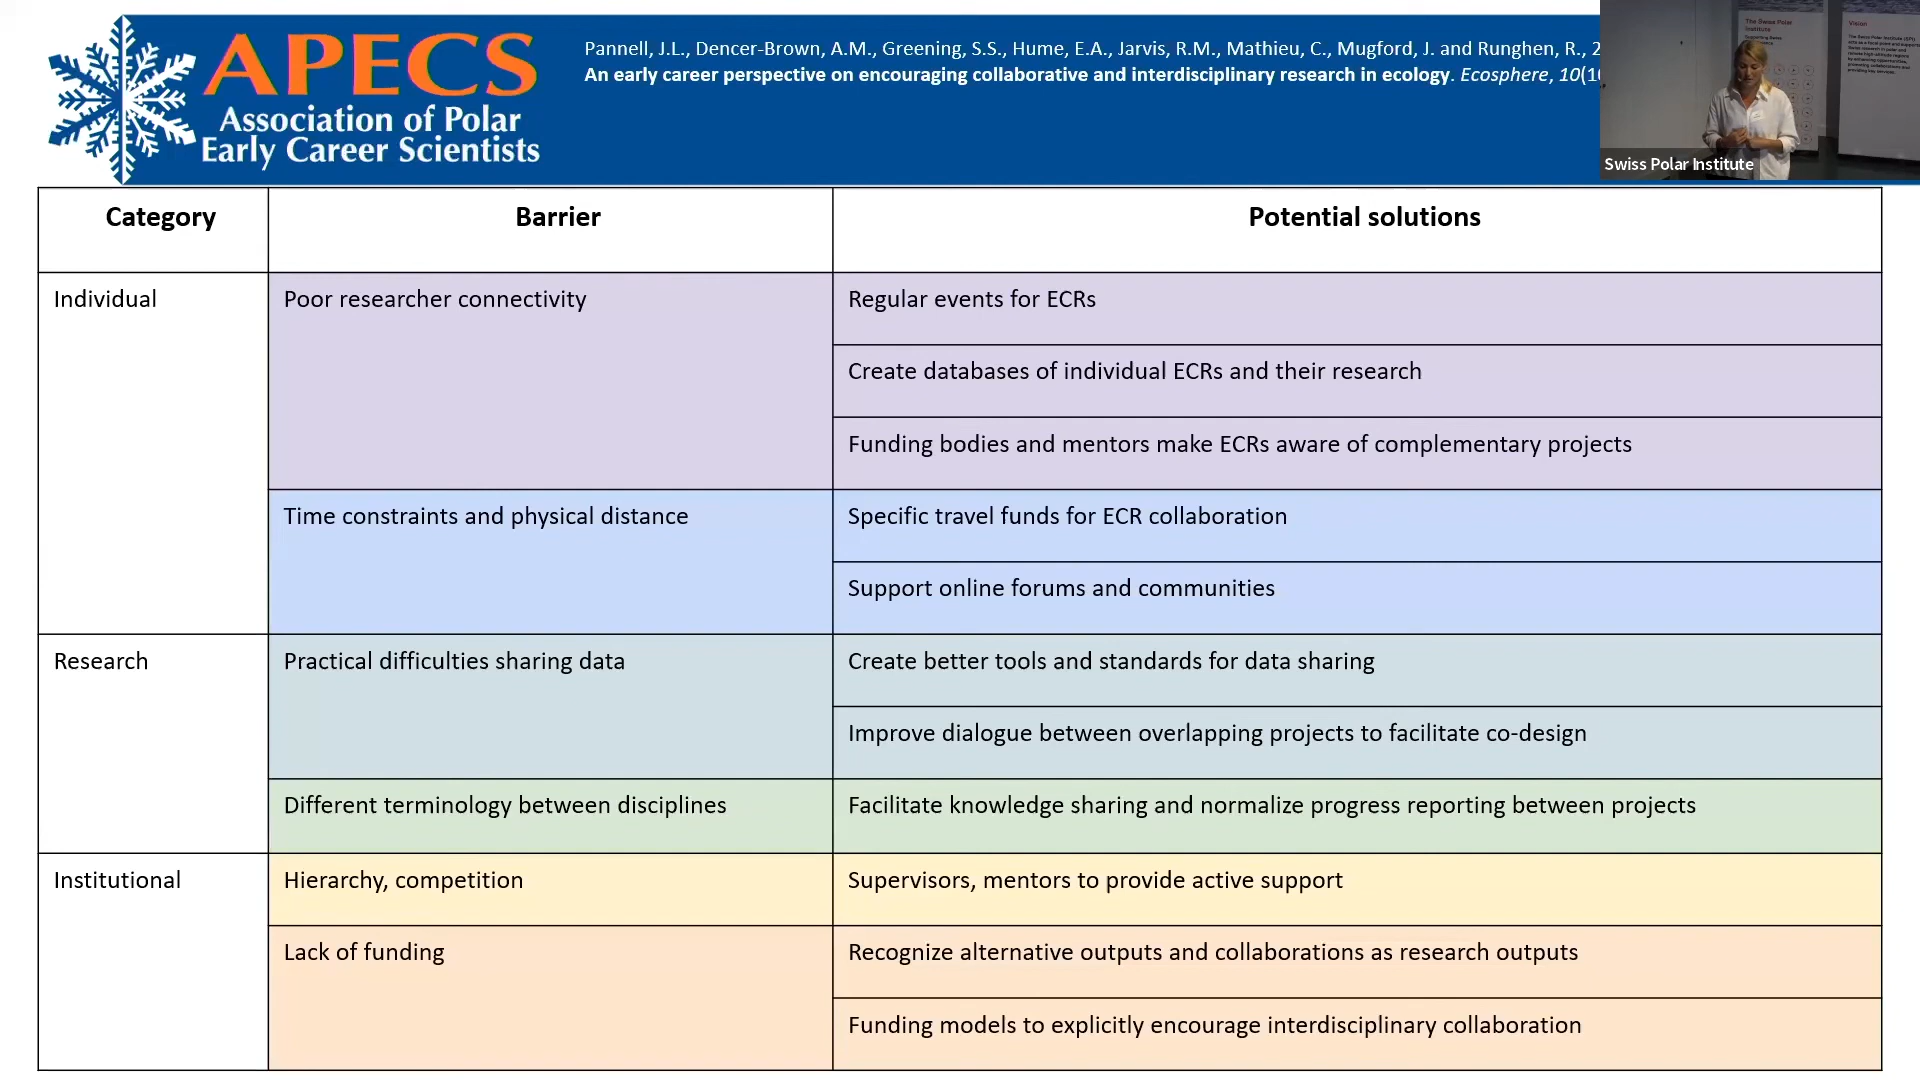 APECS
Association of Polar
Early Career Scientists
Pannell, J.L., Dencer-Brown, A.M., Greening, S.S., Hume, E.A., Jarvis, R.M., Mathieu, C., Mugford, J. and Runghen, R., 2
An early career perspective on encouraging collaborative and interdisciplinary research in ecology. Ecosphere, 10(1
The Swiss Polar
Institute
Vision
Swiss Polar Institute
Category Barrier Potential solutions
Individual Poor researcher connectivity Regular events for ECRs
Create databases of individual ECRs and their research
Funding bodies and mentors make ECRs aware of complementary projects
Time constraints and physical distance Specific travel funds for ECR collaboration
Support online forums and communities
Research Practical difficulties sharing data Create better tools and standards for data sharing
Improve dialogue between overlapping projects to facilitate co-design
Different terminology between disciplines Facilitate knowledge sharing and normalize progress reporting between projects
Institutional Hierarchy, competition Supervisors, mentors to provide active support
Lack of funding Recognize alternative outputs and collaborations as research outputs
Funding models to explicitly encourage interdisciplinary collaboration